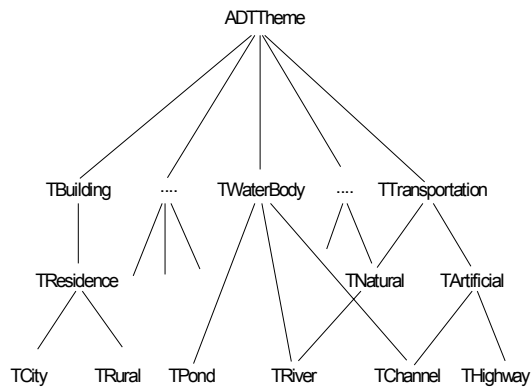 ADTTheme
TBuilding .... TWaterBody .... TTransportation
TResidence TNatural TArtificial
TCity TRural TPond TRiver TChannel THighway